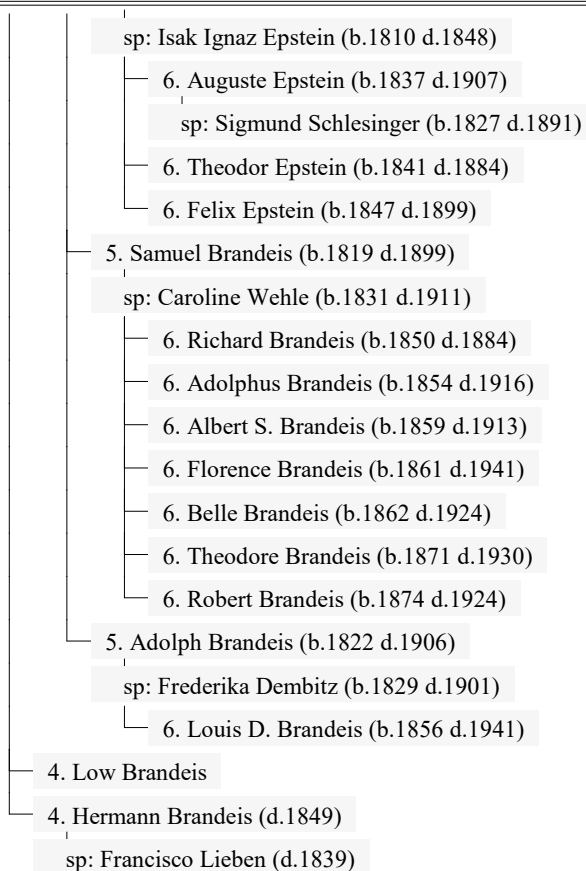 sp: Isak Ignaz Epstein (b.1810 d.1848)
6. Auguste Epstein (b.1837 d.1907)
sp: Sigmund Schlesinger (b.1827 d.1891)
6. Theodor Epstein (b.1841 d.1884)
6. Felix Epstein (b.1847 d.1899)
5. Samuel Brandeis (b.1819 d.1899)
sp: Caroline Wehle (b.1831 d.1911)
6. Richard Brandeis (b.1850 d.1884)
6. Adolphus Brandeis (b.1854 d.1916)
6. Albert S. Brandeis (b.1859 d.1913)
6. Florence Brandeis (b.1861 d.1941)
6. Belle Brandeis (b.1862 d.1924)
6. Theodore Brandeis (b.1871 d.1930)
6. Robert Brandeis (b.1874 d.1924)
5. Adolph Brandeis (b.1822 d.1906)
sp: Frederika Dembitz (b.1829 d.1901)
6. Louis D. Brandeis (b.1856 d.1941)
4. Low Brandeis
4. Hermann Brandeis (d.1849)
sp: Francisco Lieben (d.1839)